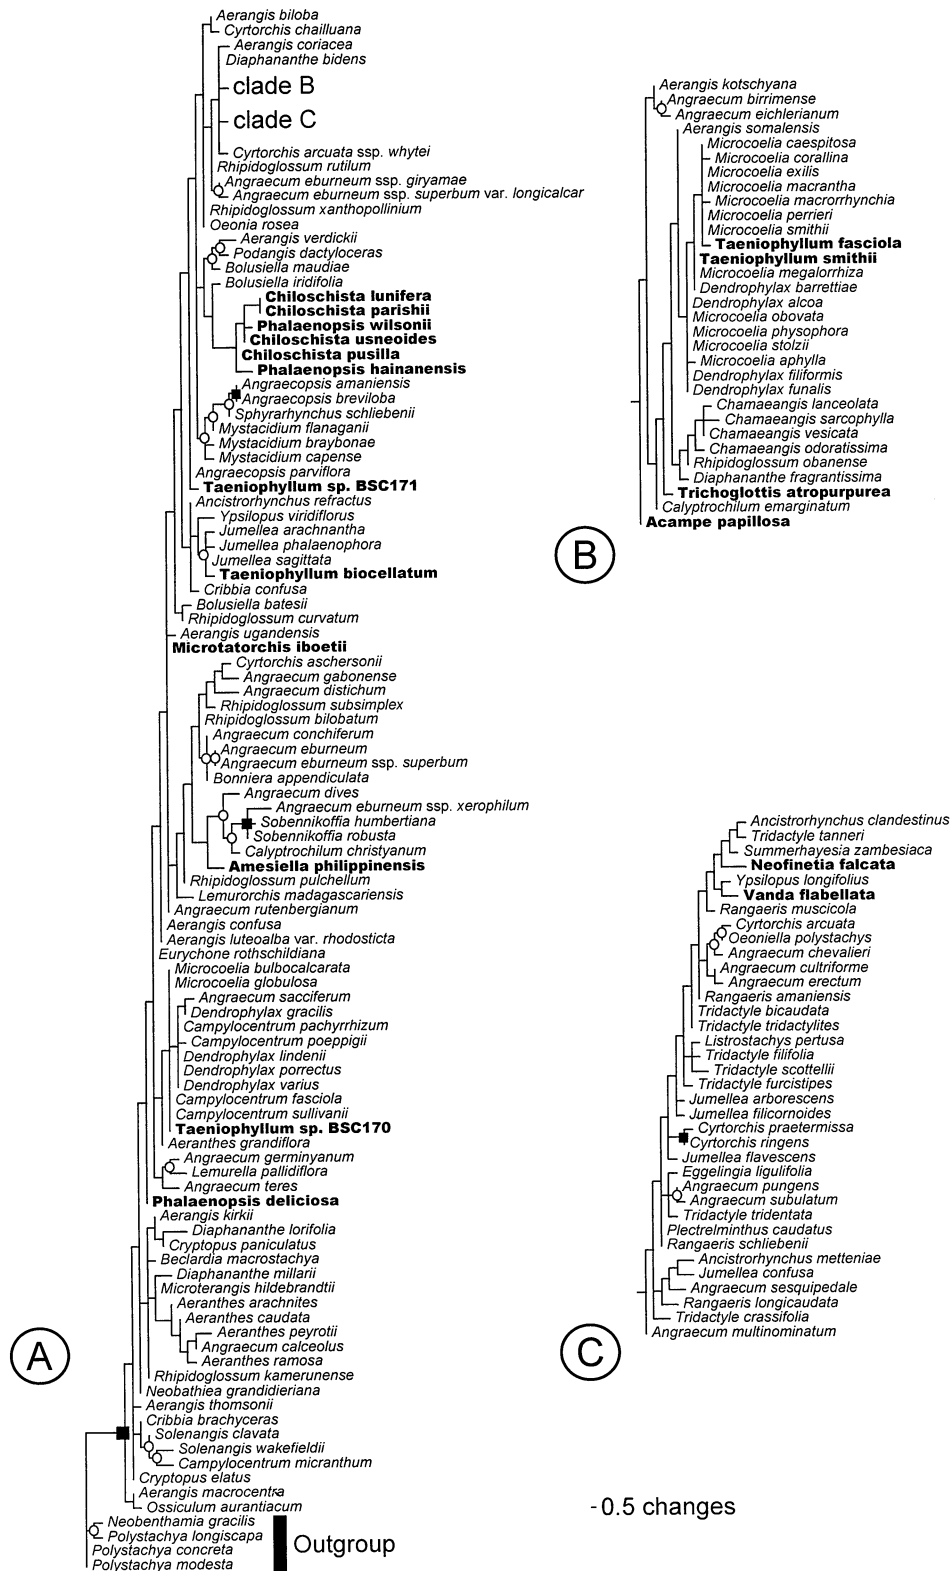 Aerangis biloba
Cyrtorchis chailluana
Aerangis coriacea
Diaphananthe bidens
clade B
clade C
Cyrtorchis arcuata ssp. whytei
Rhipidoglossum rutilum
Angraecum eburneum ssp. giryamae
Angraecum eburneum ssp. superbum var. longicalcar
Rhipidoglossum xanthopollinium
Oeonia rosea
Aerangis verdickii
Podangis dactyloceras
Bolusiella maudiae
Bolusiella iridifolia
Chiloschista lunifera
Chiloschista parishii
Phalaenopsis wilsonii
Chiloschista usneoides
Chiloschista pusilla
Phalaenopsis hainanensis
Angraecopsis amaniensis
Angraecopsis breviloba
Sphyrarhynchus schliebenii
Mystacidium flanaganii
Mystacidium braybonae
Mystacidium capense
Angraecopsis parviflora
Taeniophyllum sp. BSC171
Ancistrorhynchus refractus
Ypsilopus viridiflorus
Jumellea arachnantha
Jumellea phalaenophora
Jumellea sagittata
Taeniophyllum biocellatum
Cribbia confusa
Bolusiella batesii
Rhipidoglossum curvatum
Aerangis ugandensis
Microtatorchis iboetii
Cyrtorchis aschersonii
Angraecum gabonense
Angraecum distichum
Rhipidoglossum subsimplex
Rhipidoglossum bilobatum
Angraecum conchiferum
Angraecum eburneum
Angraecum eburneum ssp. superbum
Bonniera appendiculata
Angraecum dives
Angraecum eburneum ssp. xerophilum
Sobennikoffia humbertiana
Sobennikoffia robusta
Calyptrochilum christyanum
Amesiella philippinensis
Rhipidoglossum pulchellum
Lemurorchis madagascariensis
Angraecum rutenbergianum
Aerangis confusa
Aerangis luteoalba var. rhodosticta
Eurychone rothschildiana
Microcoelia bulbocalcarata
Microcoelia globulosa
Angraecum sacciferum
Dendrophylax gracilis
Campylocentrum pachyrrhizum
Campylocentrum poeppigii
Dendrophylax lindenii
Dendrophylax porrectus
Dendrophylax varius
Campylocentrum fasciola
Campylocentrum sullivanii
Taeniophyllum sp. BSC170
Aeranthes grandiflora
Angraecum germinyanum
Lemurella pallidiflora
Angraecum teres
Phalaenopsis deliciosa
Aerangis kirkii
Diaphananthe lorifolia
Cryptopus paniculatus
Beclardia macrostachya
Diaphananthe millarii
Microterangis hildebrandtii
Aeranthes arachnites
Aeranthes caudata
Aeranthes peyrotii
Angraecum calceolus
Aeranthes ramosa
Rhipidoglossum kamerunense
Neobathiea grandidieriana
Aerangis thomsonii
Cribbia brachyceras
Solenangis clavata
Solenangis wakefieldii
Campylocentrum micranthum
Cryptopus elatus
Aerangis macrocentra
Ossiculum aurantiacum
Neobenthamia gracilis
Polystachya longiscapa
Polystachya concreta
Polystachya modesta
Outgroup
A
Aerangis kotschyana
Angraecum birrimense
Angraecum eichlerianum
Aerangis somalensis
Microcoelia caespitosa
Microcoelia corallina
Microcoelia exilis
Microcoelia macrantha
Microcoelia macrorrhynchia
Microcoelia perrieri
Microcoelia smithii
Taeniophyllum fasciola
Taeniophyllum smithii
Microcoelia megalorrhiza
Dendrophylax barrettiae
Dendrophylax alcoa
Microcoelia obovata
Microcoelia physophora
Microcoelia stolzii
Microcoelia aphylla
Dendrophylax filiformis
Dendrophylax funalis
Chamaeangis lanceolata
Chamaeangis sarcophylla
Chamaeangis vesicata
Chamaeangis odoratissima
Rhipidoglossum obanense
Diaphananthe fragrantissima
Trichoglottis atropurpurea
Calyptrochilum emarginatum
Acampe papillosa
B
Ancistrorhynchus clandestinus
Tridactyle tanneri
Summerhayesia zambesiaca
Neofinetia falcata
Ypsilopus longifolius
Vanda flabellata
Rangaeris muscicola
Cyrtorchis arcuata
Oeoniella polystachys
Angraecum chevalieri
Angraecum cultriforme
Angraecum erectum
Rangaeris amaniensis
Tridactyle bicaudata
Tridactyle tridactylites
Listrostachys pertusa
Tridactyle filifolia
Tridactyle scottellii
Tridactyle furcistipes
Jumellea arborescens
Jumellea filicornoides
Cyrtorchis praetermissa
Cyrtorchis ringens
Jumellea flavescens
Eggelingia ligulifolia
Angraecum pungens
Angraecum subulatum
Tridactyle tridentata
Plectrelminthus caudatus
Rangaeris schliebenii
Ancistrorhynchus metteniae
Jumellea confusa
Angraecum sesquipedale
Rangaeris longicaudata
Tridactyle crassifolia
Angraecum multinominatum
C
- 0.5 changes